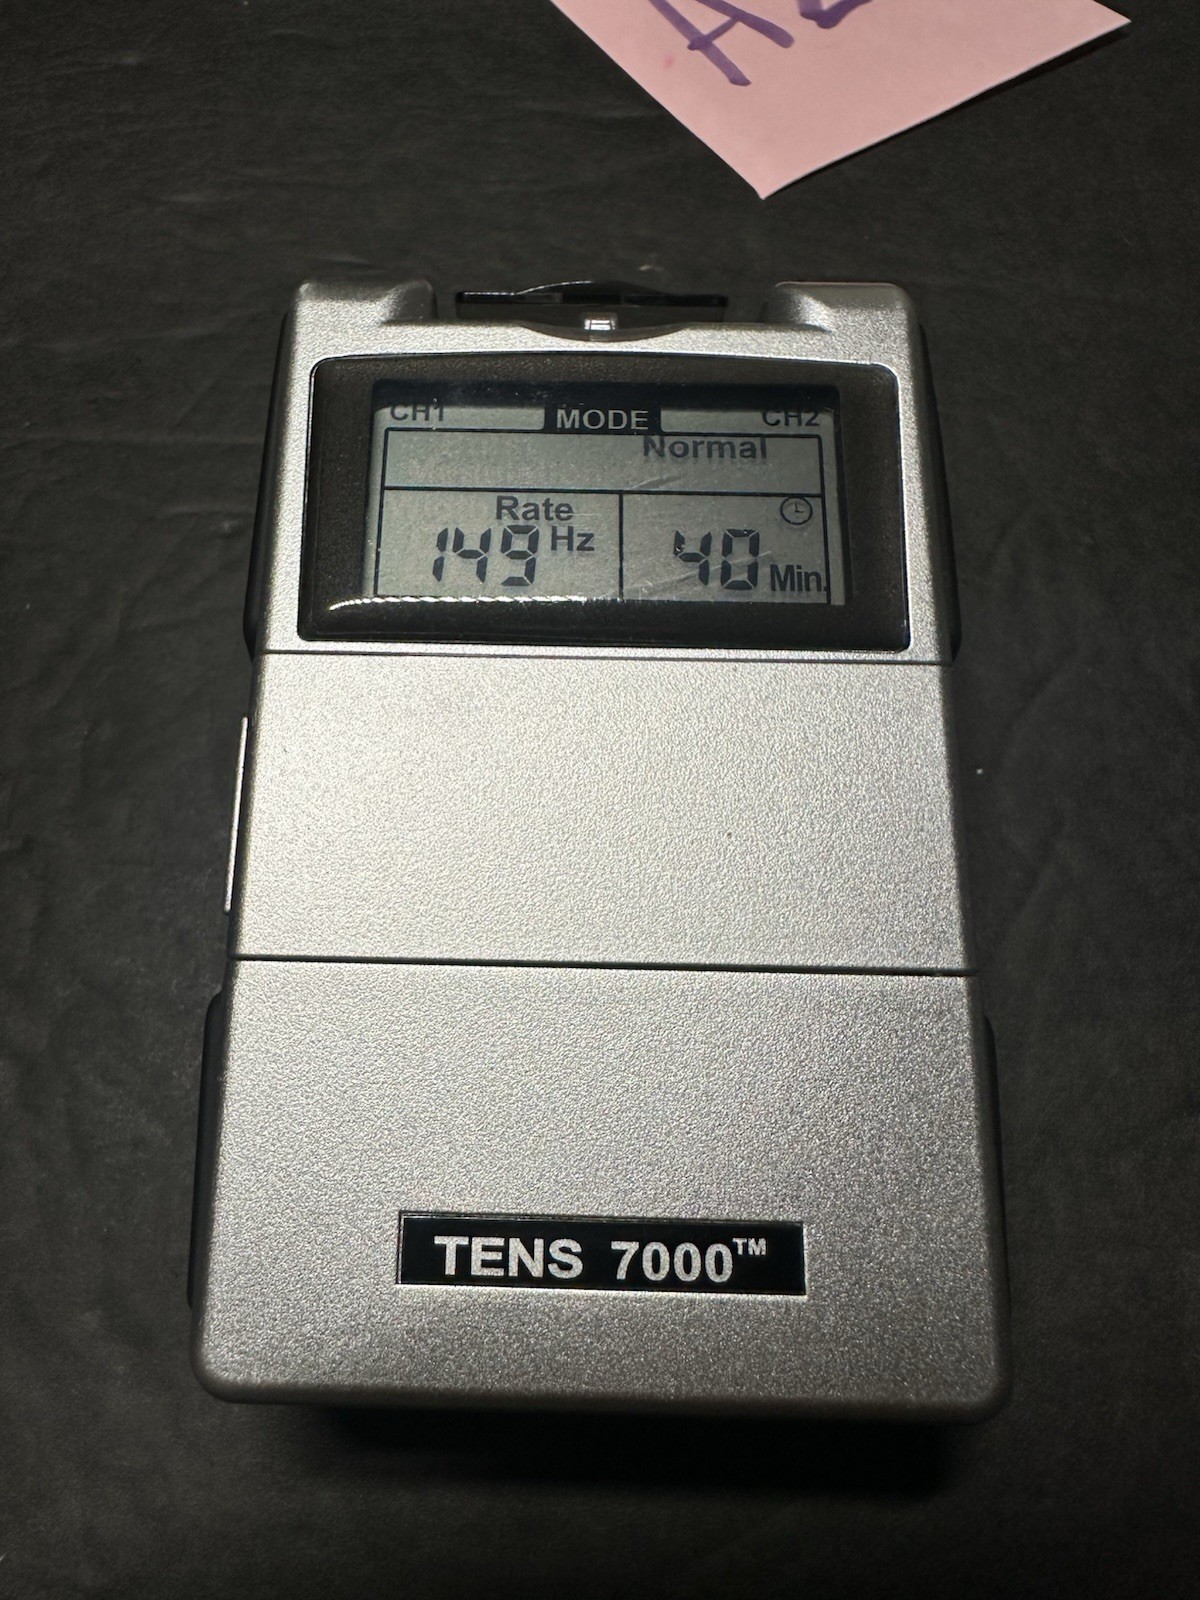 CH1 MODE CH2
Normal
Rate
149 Hz
40 Min.
TENS 7000™